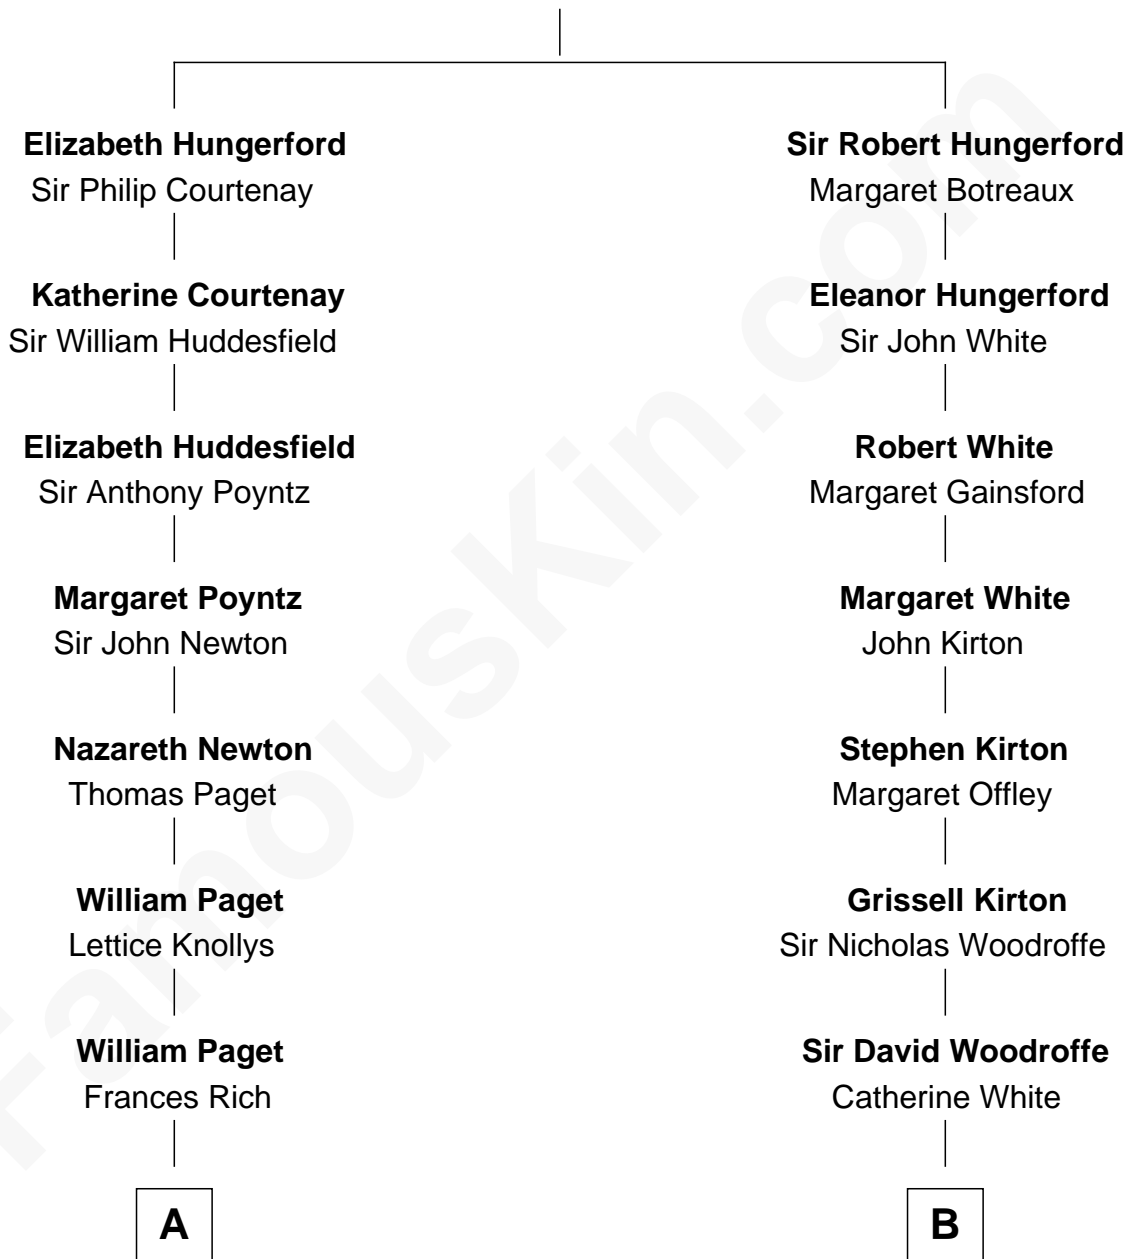 Elizabeth Hungerford
Sir Philip Courtenay
Katherine Courtenay
Sir William Huddesfield
Elizabeth Huddesfield
Sir Anthony Poyntz
Margaret Poyntz
Sir John Newton
Nazareth Newton
Thomas Paget
William Paget
Lettice Knollys
William Paget
Frances Rich
A
Sir Robert Hungerford
Margaret Botreaux
Eleanor Hungerford
Sir John White
Robert White
Margaret Gainsford
Margaret White
John Kirton
Stephen Kirton
Margaret Offley
Grissell Kirton
Sir Nicholas Woodroffe
Sir David Woodroffe
Catherine White
B
FamousKin.com